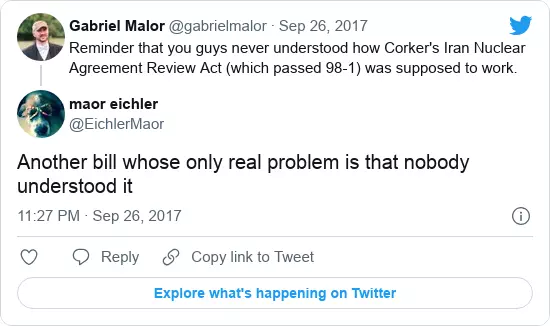 Gabriel Malor @gabrielmalor · Sep 26, 2017
Reminder that you guys never understood how Corker's Iran Nuclear
Agreement Review Act (which passed 98-1) was supposed to work.
maor eichler
@EichlerMaor
Another bill whose only real problem is that nobody
understood it
11:27 PM · Sep 26, 2017
Reply
Copy link to Tweet
Explore what's happening on Twitter